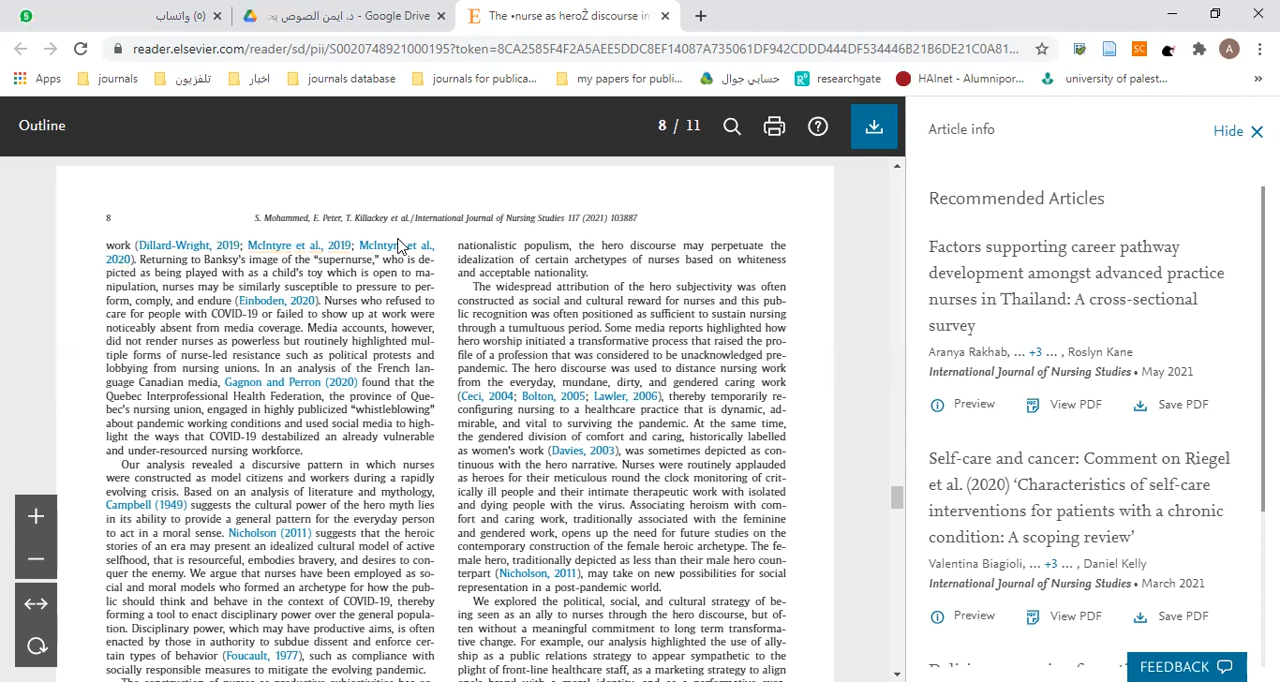 (٥) واتساب
د. ايمن الصوص يح - Google Drive
The •nurse as heroŽ discourse in
reader.elsevier.com/reader/sd/pii/S0020748921000195?token=8CA2585F4F2A5AEE5DDC8EF14087A735061DF942CDDD444DF534446B21B6DE21C0A81...
SC
A
Apps
journals
تلفزيون
اخبار
journals database
journals for publica...
my papers for publi...
حسابي جوال
researchgate
HAInet - Alumnipor...
university of palest...
»
Outline
8 / 11
8
S. Mohammed, E. Peter, T. Killackey et al. / International Journal of Nursing Studies 117 (2021) 103887
work (Dillard-Wright, 2019; McIntyre et al., 2019; McIntyre et al.,
2020). Returning to Banksy's image of the “supernurse,” who is de-
picted as being played with as a child's toy which is open to ma-
nipulation, nurses may be similarly susceptible to pressure to per-
form, comply, and endure (Einboden, 2020). Nurses who refused to
care for people with COVID-19 or failed to show up at work were
noticeably absent from media coverage. Media accounts, however,
did not render nurses as powerless but routinely highlighted mul-
tiple forms of nurse-led resistance such as political protests and
lobbying from nursing unions. In an analysis of the French lan-
guage Canadian media, Gagnon and Perron (2020) found that the
Quebec Interprofessional Health Federation, the province of Que-
bec's nursing union, engaged in highly publicized “whistleblowing”
about pandemic working conditions and used social media to high-
light the ways that COVID-19 destabilized an already vulnerable
and under-resourced nursing workforce.
Our analysis revealed a discursive pattern in which nurses
were constructed as model citizens and workers during a rapidly
evolving crisis. Based on an analysis of literature and mythology,
Campbell (1949) suggests the cultural power of the hero myth lies
in its ability to provide a general pattern for the everyday person
to act in a moral sense. Nicholson (2011) suggests that the heroic
stories of an era may present an idealized cultural model of active
selfhood, that is resourceful, embodies bravery, and desires to con-
quer the enemy. We argue that nurses have been employed as so-
cial and moral models who formed an archetype for how the pub-
lic should think and behave in the context of COVID-19, thereby
forming a tool to enact disciplinary power over the general popula-
tion. Disciplinary power, which may have productive aims, is often
enacted by those in authority to subdue dissent and enforce cer-
tain types of behavior (Foucault, 1977), such as compliance with
socially responsible measures to mitigate the evolving pandemic.
nationalistic populism, the hero discourse may perpetuate the
idealization of certain archetypes of nurses based on whiteness
and acceptable nationality.
The widespread attribution of the hero subjectivity was often
constructed as social and cultural reward for nurses and this pub-
lic recognition was often positioned as sufficient to sustain nursing
through a tumultuous period. Some media reports highlighted how
hero worship initiated a transformative process that raised the pro-
file of a profession that was considered to be unacknowledged pre-
pandemic. The hero discourse was used to distance nursing work
from the everyday, mundane, dirty, and gendered caring work
(Ceci, 2004; Bolton, 2005; Lawler, 2006), thereby temporarily re-
configuring nursing to a healthcare practice that is dynamic, ad-
mirable, and vital to surviving the pandemic. At the same time,
the gendered division of comfort and caring, historically labelled
as women's work (Davies, 2003), was sometimes depicted as con-
tinuous with the hero narrative. Nurses were routinely applauded
as heroes for their meticulous round the clock monitoring of crit-
ically ill people and their intimate therapeutic work with isolated
and dying people with the virus. Associating heroism with com-
fort and caring work, traditionally associated with the feminine
and gendered work, opens up the need for future studies on the
contemporary construction of the female heroic archetype. The fe-
male hero, traditionally depicted as less than their male hero coun-
terpart (Nicholson, 2011), may take on new possibilities for social
representation in a post-pandemic world.
We explored the political, social, and cultural strategy of be-
ing seen as an ally to nurses through the hero discourse, but of-
ten without a meaningful commitment to long term transforma-
tive change. For example, our analysis highlighted the use of ally-
ship as a public relations strategy to appear sympathetic to the
plight of front-line healthcare staff, as a marketing strategy to align
Article info
Hide
Recommended Articles
Factors supporting career pathway
development amongst advanced practice
nurses in Thailand: A cross-sectional
survey
Aranya Rakhab, ... +3 ... , Roslyn Kane
International Journal of Nursing Studies • May 2021
Preview
View PDF
Save PDF
Self-care and cancer: Comment on Riegel
et al. (2020) ‘Characteristics of self-care
interventions for patients with a chronic
condition: A scoping review’
Valentina Biagioli, ... +3 ... , Daniel Kelly
International Journal of Nursing Studies • March 2021
Preview
View PDF
Save PDF
FEEDBACK